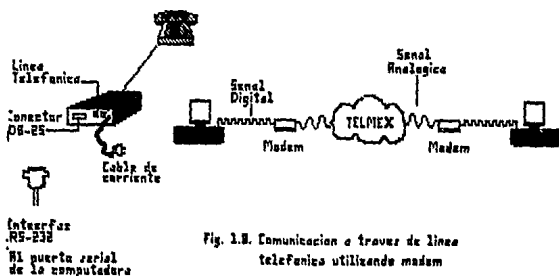 Linea
Telefonica
Conector
DB-25
Cable de
corriente
Interfas
RS-232
Al puerto serial
de la computadora
Senal
Digital
Modem
TELMEX
Senal
Analogica
Modem
Fig. 1.8. Comunicacion a traves de linea
telefonica utilizando modem